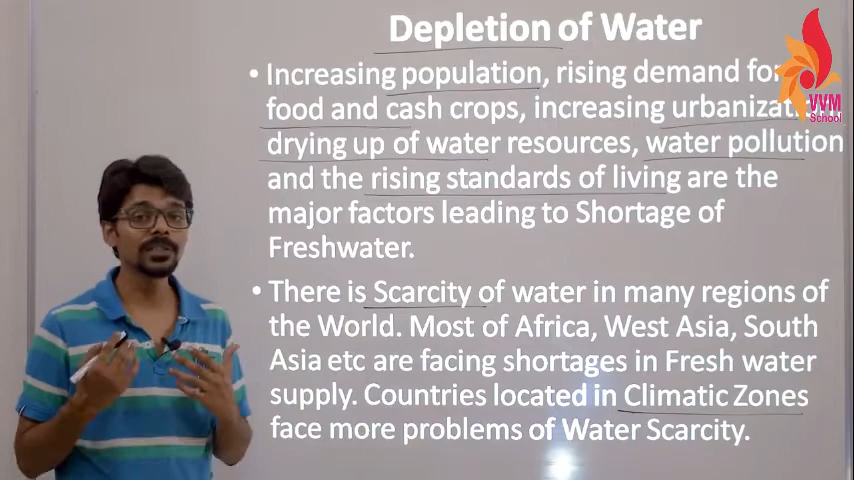 Depletion of Water
• Increasing population, rising demand for
food and cash crops, increasing urbanization,
drying up of water resources, water pollution
and the rising standards of living are the
major factors leading to Shortage of
Freshwater.
• There is Scarcity of water in many regions of
the World. Most of Africa, West Asia, South
Asia etc are facing shortages in Fresh water
supply. Countries located in Climatic Zones
face more problems of Water Scarcity.
VVM
School